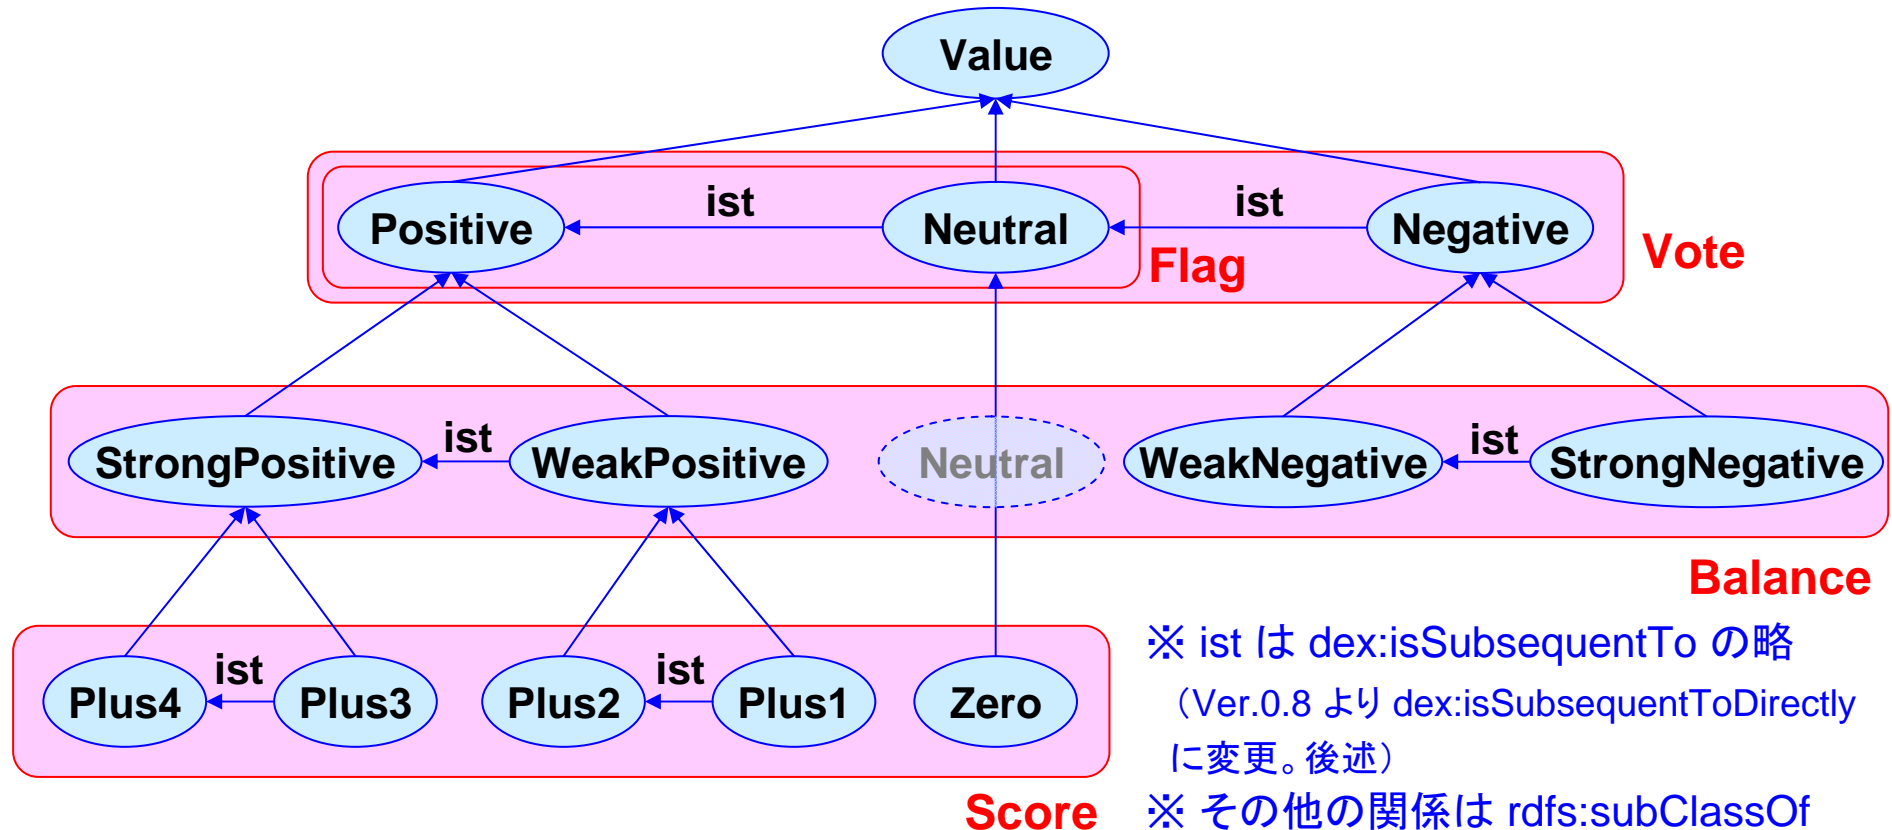 Value
ist
ist
Positive
Neutral
Negative
Flag
Vote
ist
ist
StrongPositive
WeakPositive
Neutral
WeakNegative
StrongNegative
Balance
ist
ist
Plus4
Plus3
Plus2
Plus1
Zero
Score
※ ist は dex:isSubsequentTo の略
（Ver.0.8 より dex:isSubsequentToDirectly
に変更。後述）
※ その他の関係は rdfs:subClassOf